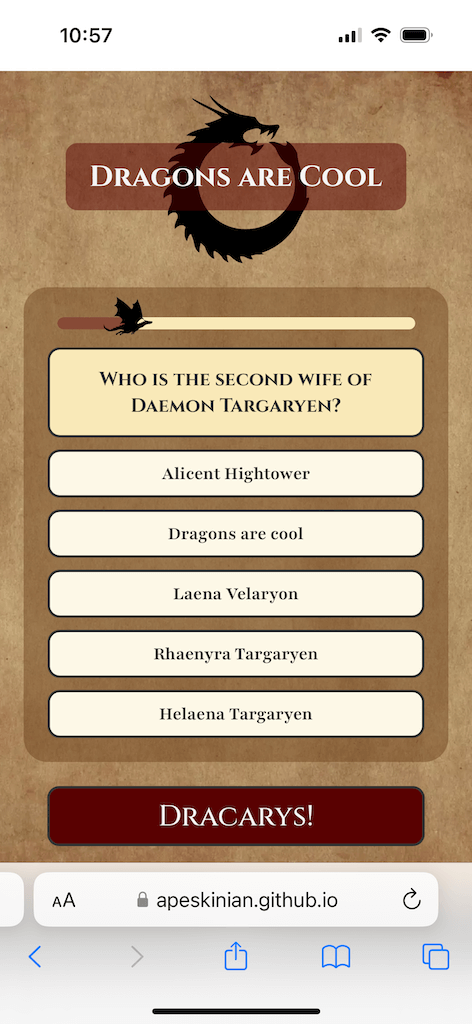 10:57
Dragons are Cool
Who is the second wife of
Daemon Targaryen?
Alicent Hightower
Dragons are cool
Laena Velaryon
Rhaenyra Targaryen
Helaena Targaryen
Dracarys!
AA
apeskinian.github.io